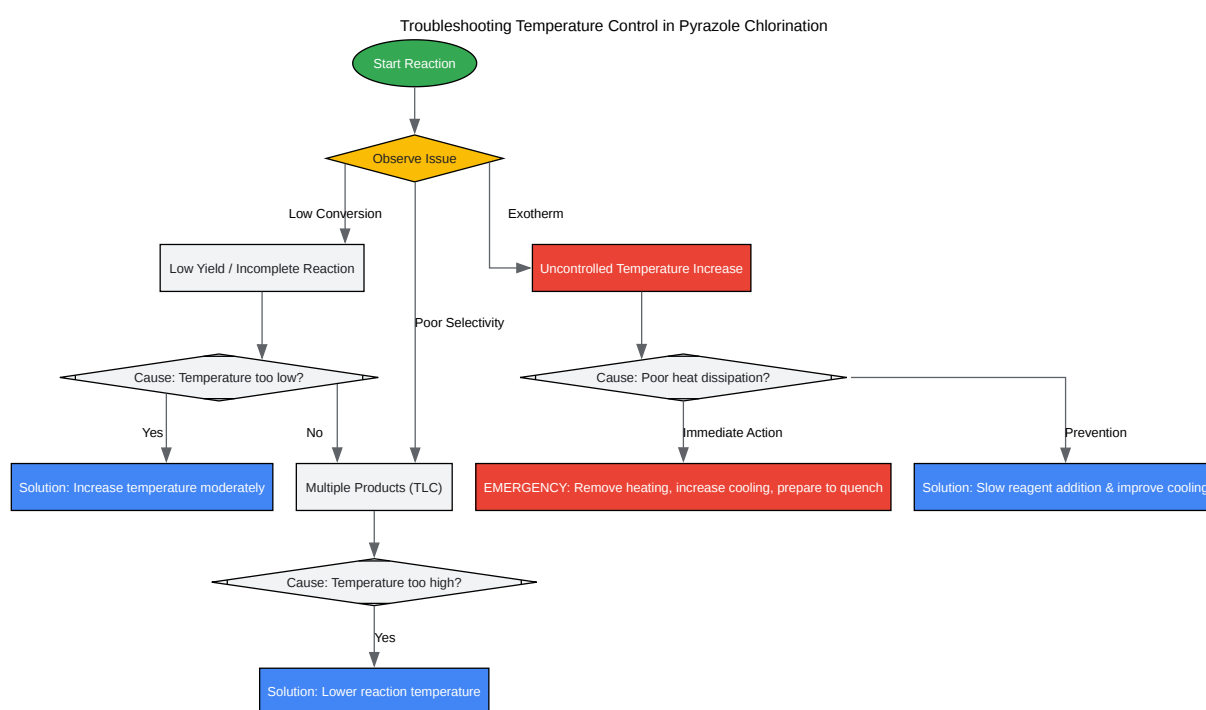 Troubleshooting Temperature Control in Pyrazole Chlorination
Start Reaction
Observe Issue
Low Conversion
Exotherm
Low Yield / Incomplete Reaction
Uncontrolled Temperature Increase
Poor Selectivity
Cause: Temperature too low?
Cause: Poor heat dissipation?
Yes
No
Immediate Action
Prevention
Solution: Increase temperature moderately
Multiple Products (TLC)
EMERGENCY: Remove heating, increase cooling, prepare to quench
Solution: Slow reagent addition & improve cooling
Cause: Temperature too high?
Yes
Solution: Lower reaction temperature